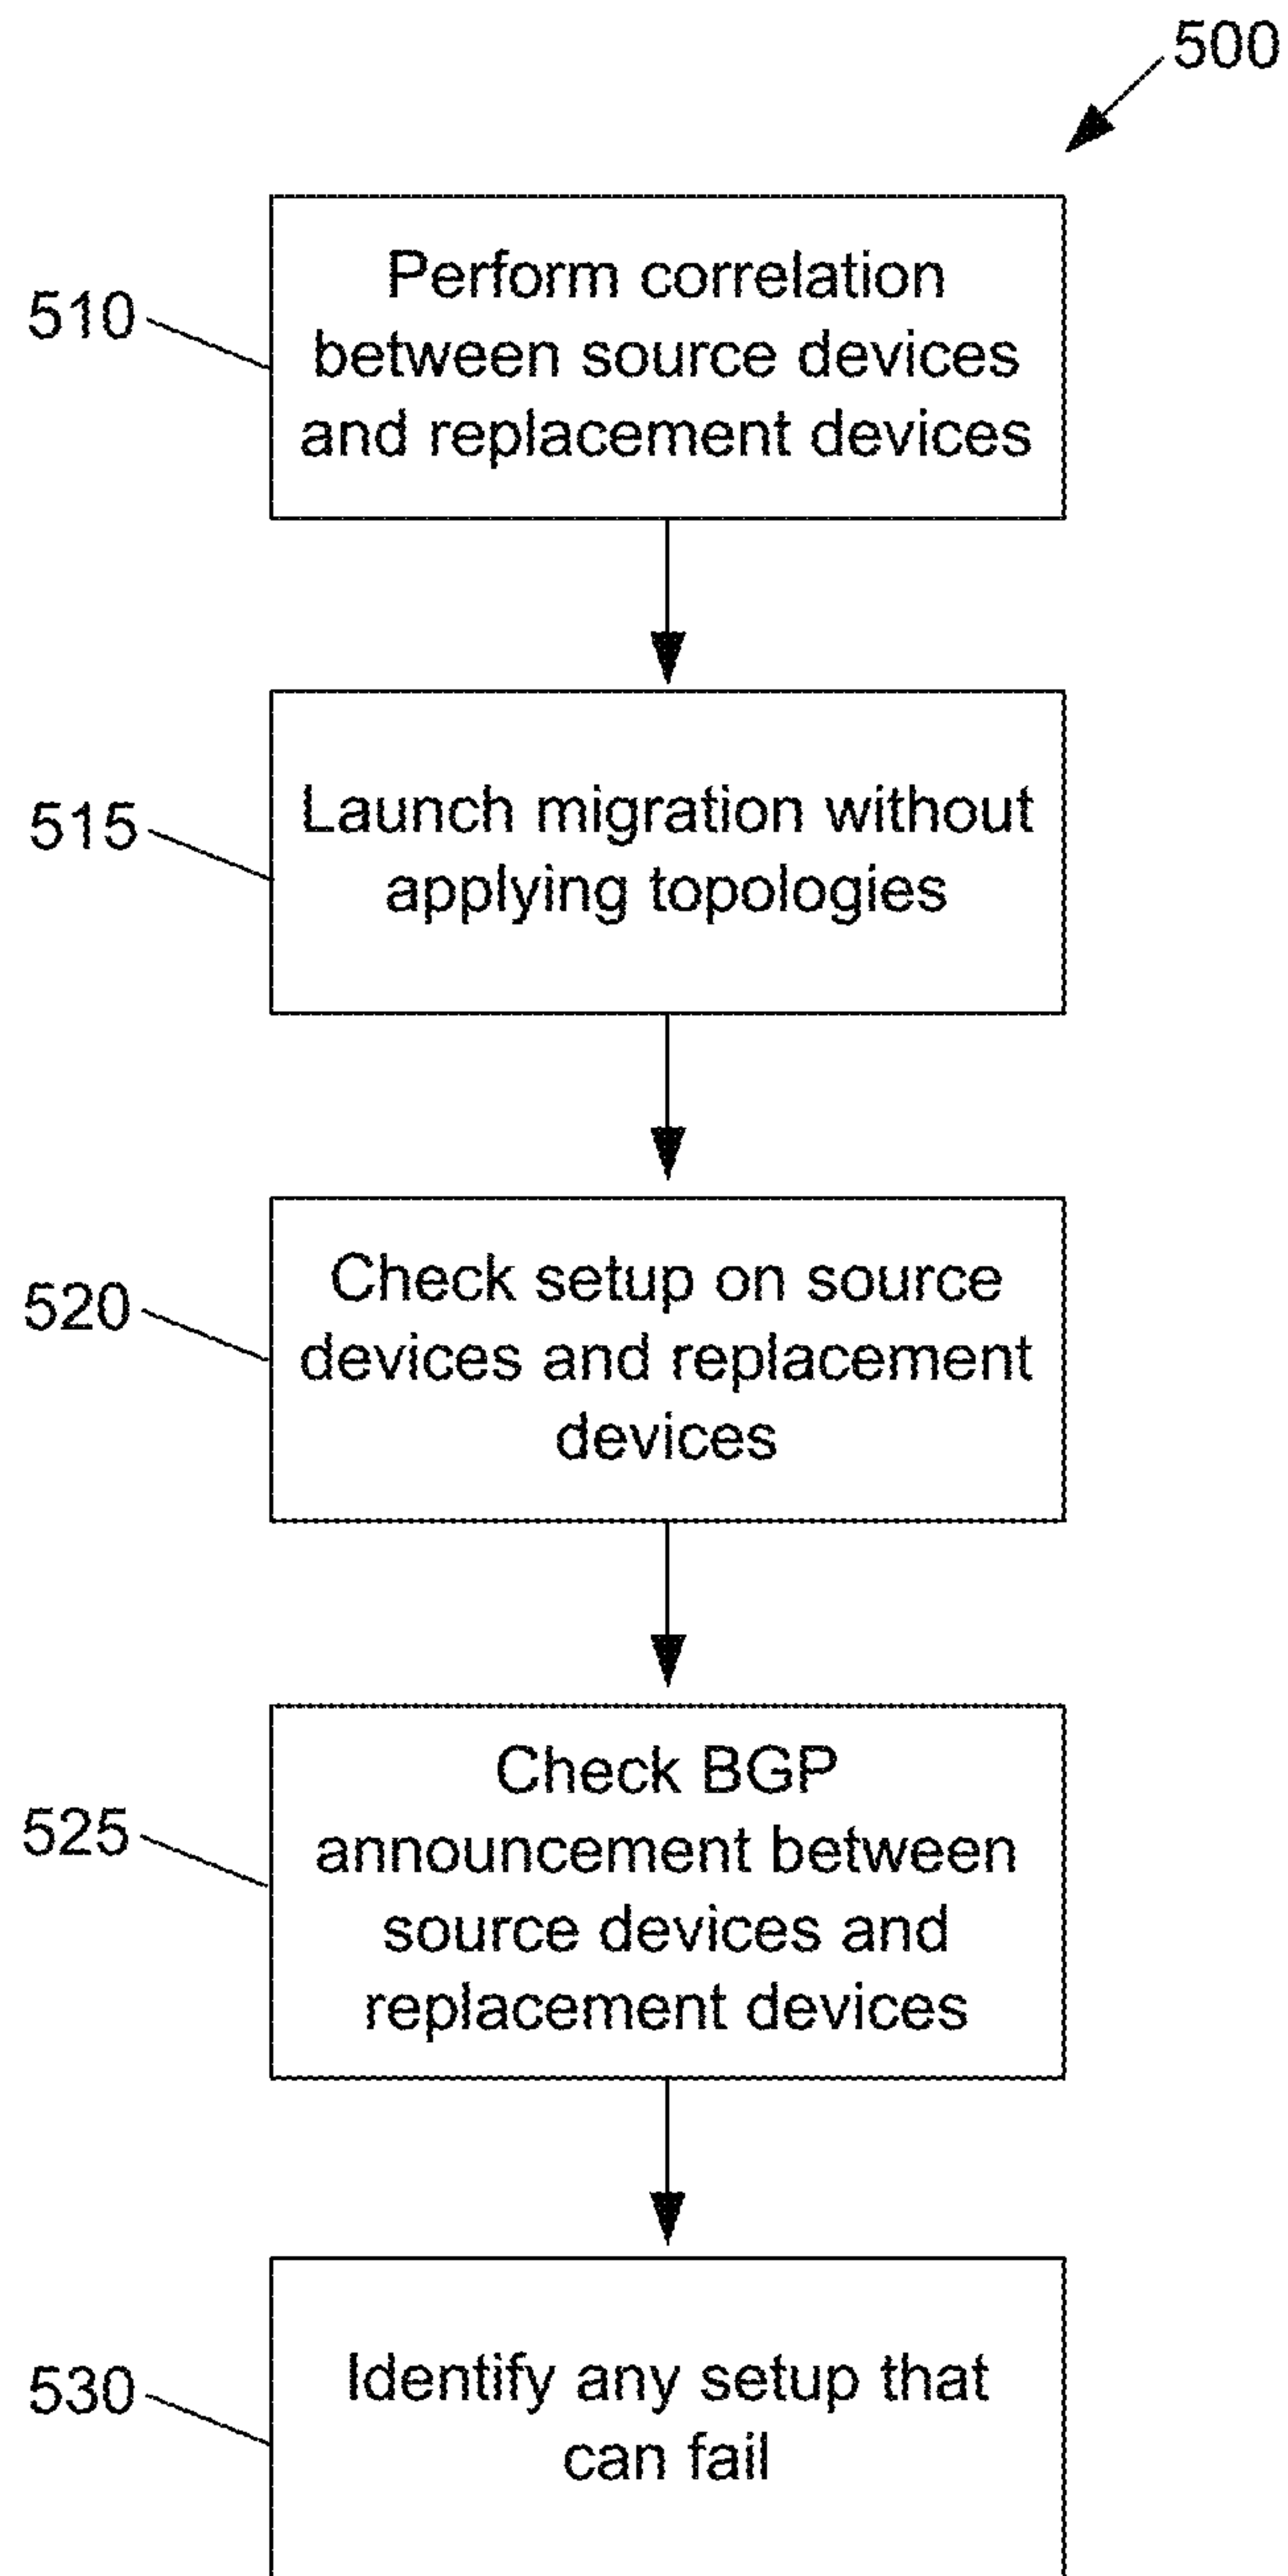 500
510
Perform correlation
between source devices
and replacement devices
515
Launch migration without
applying topologies
520
Check setup on source
devices and replacement
devices
525
Check BGP
announcement between
source devices and
replacement devices
530
Identify any setup that
can fail